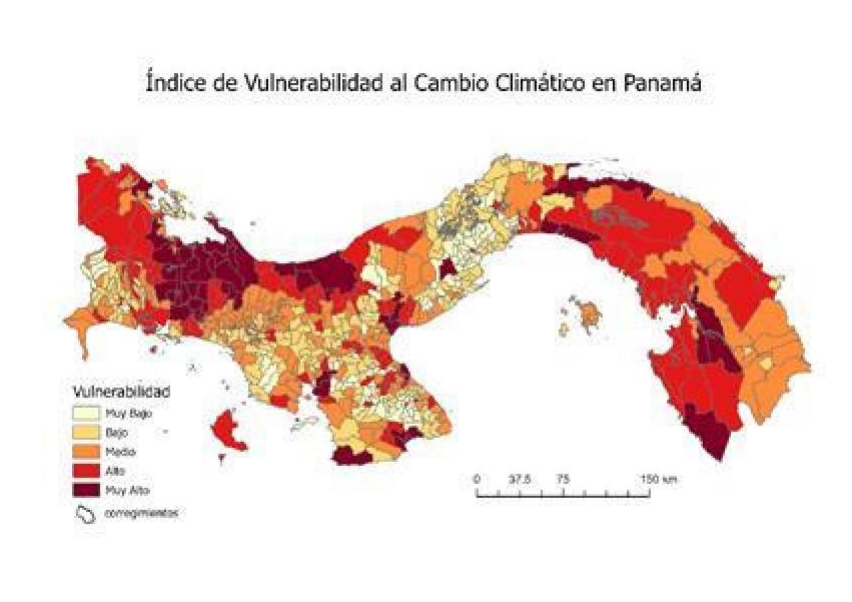 Índice de Vulnerabilidad al Cambio Climático en Panamá
Vulnerabilidad
Muy Bajo
Bajo
Medio
Alto
Muy Alto
corregimientos
0 37.5 75 150 km